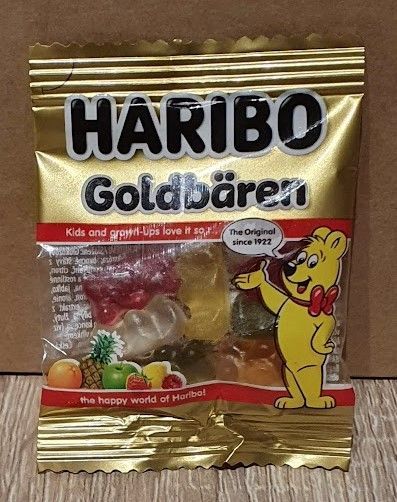 HARIBO
Goldbären
Kids and grown-ups love it so,
The Original
since 1922
... the happy world of Haribo!